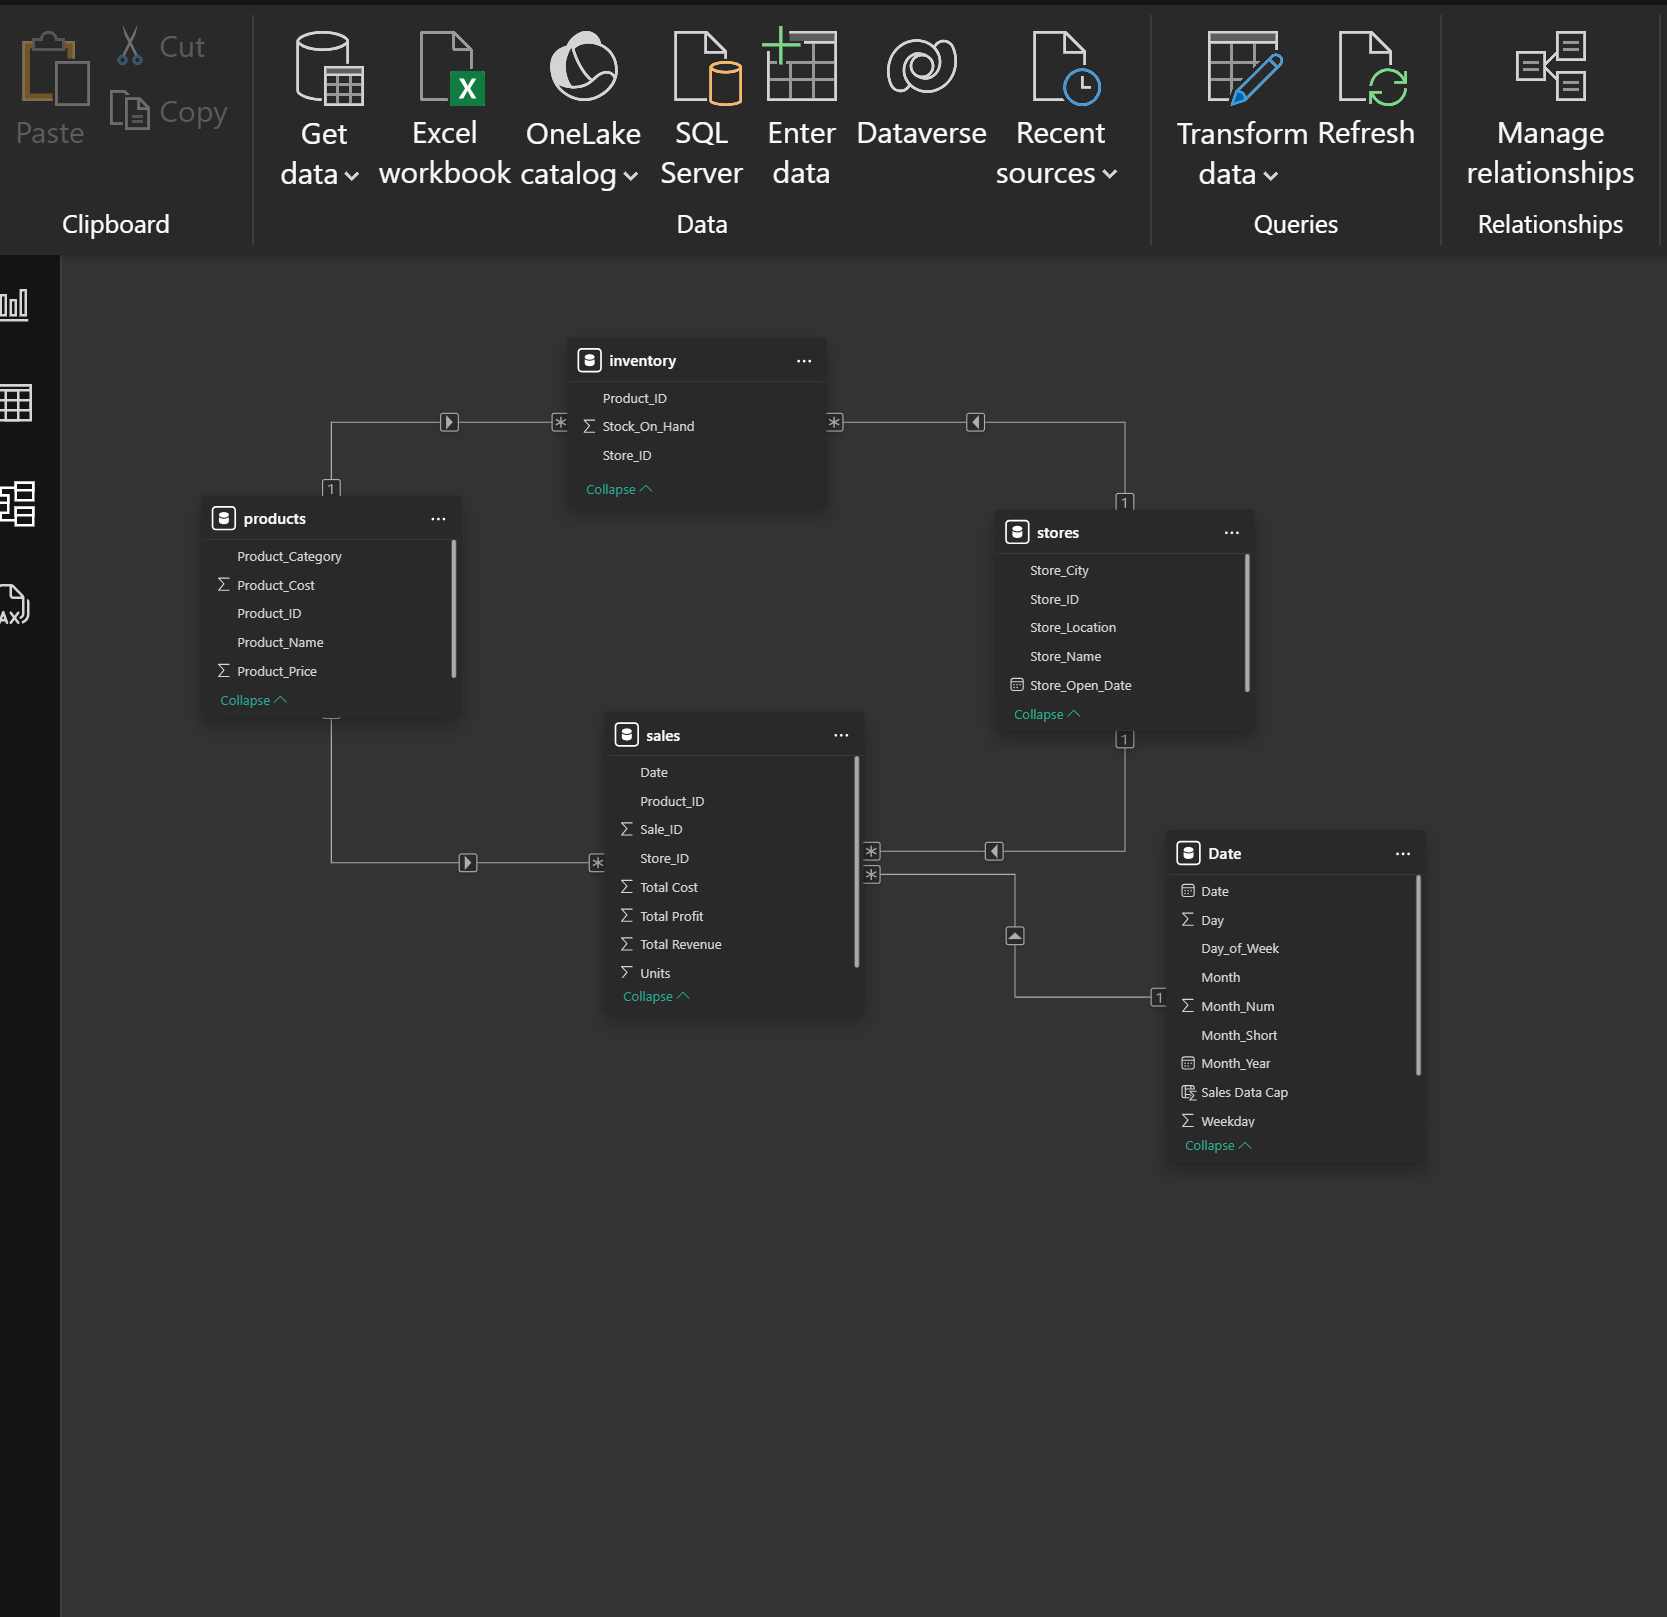 Paste
Cut
Copy
Clipboard
Get
data
Excel
workbook
OneLake
catalog
SQL
Server
Enter
data
Dataverse
Recent
sources
Data
Transform
data
Refresh
Queries
Manage
relationships
Relationships
inventory
Product_ID
Stock_On_Hand
Store_ID
Collapse
*
*
1
1
products
Product_Category
Product_Cost
Product_ID
Product_Name
Product_Price
Collapse
stores
Store_City
Store_ID
Store_Location
Store_Name
Store_Open_Date
Collapse
1
sales
Date
Product_ID
Sale_ID
Store_ID
Total Cost
Total Profit
Total Revenue
Units
Collapse
*
*
*
1
Date
Date
Day
Day_of_Week
Month
Month_Num
Month_Short
Month_Year
Sales Data Cap
Weekday
Collapse